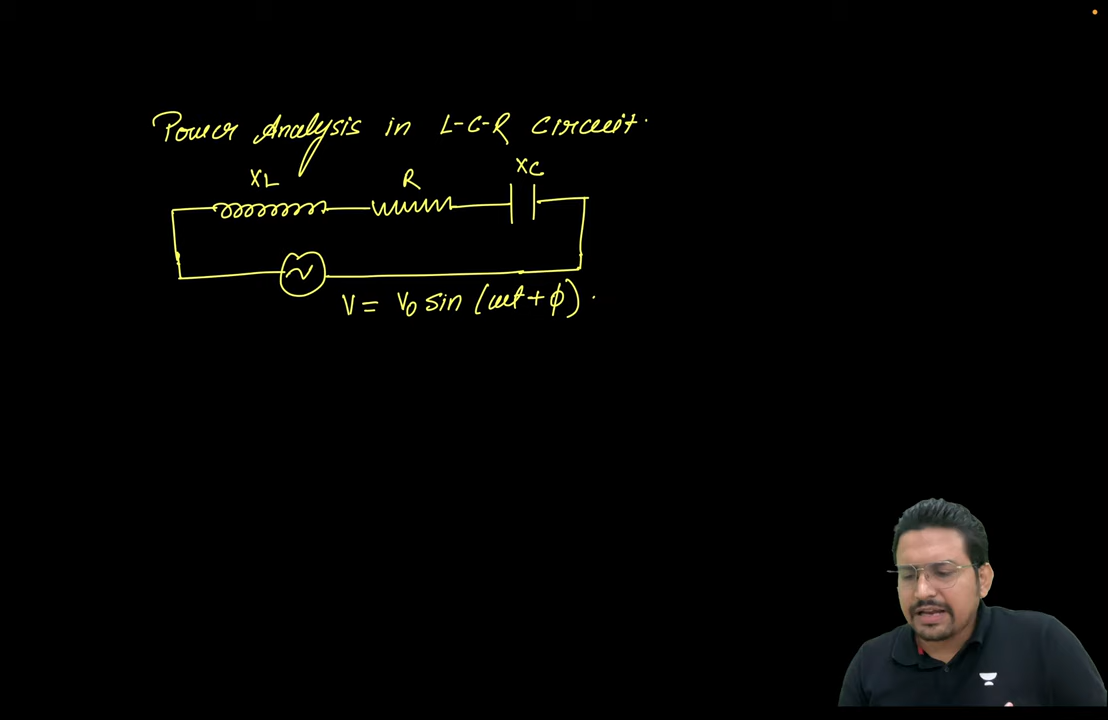 Power Analysis in L-C-R circuit.
XL R XC
V = V0 sin (ωt + φ).